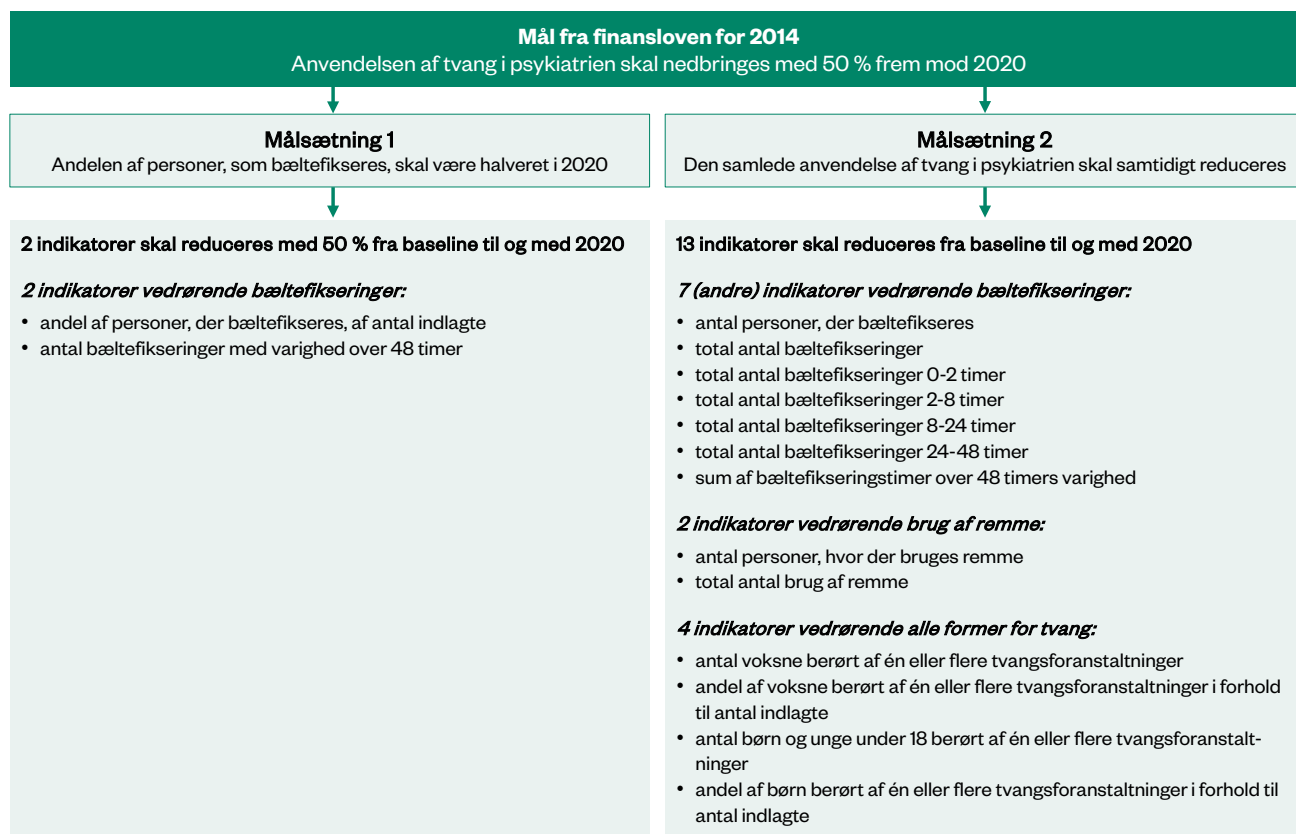 Mål fra finansloven for 2014
Anvendelsen af tvang i psykiatrien skal nedbringes med 50 % frem mod 2020
Målsætning 1
Andelen af personer, som bæltefikseres, skal være halveret i 2020
2 indikatorer skal reduceres med 50 % fra baseline til og med 2020
2 indikatorer vedrørende bæltefikseringer:
• andel af personer, der bæltefikseres, af antal indlagte
• antal bæltefikseringer med varighed over 48 timer
Målsætning 2
Den samlede anvendelse af tvang i psykiatrien skal samtidigt reduceres
13 indikatorer skal reduceres fra baseline til og med 2020
7 (andre) indikatorer vedrørende bæltefikseringer:
• antal personer, der bæltefikseres
• total antal bæltefikseringer
• total antal bæltefikseringer 0-2 timer
• total antal bæltefikseringer 2-8 timer
• total antal bæltefikseringer 8-24 timer
• total antal bæltefikseringer 24-48 timer
• sum af bæltefikseringstimer over 48 timers varighed
2 indikatorer vedrørende brug af remme:
• antal personer, hvor der bruges remme
• total antal brug af remme
4 indikatorer vedrørende alle former for tvang:
• antal voksne berørt af én eller flere tvangsforanstaltninger
• andel af voksne berørt af én eller flere tvangsforanstaltninger i forhold
til antal indlagte
• antal børn og unge under 18 berørt af én eller flere tvangsforanstalt-
ninger
• andel af børn berørt af én eller flere tvangsforanstaltninger i forhold til
antal indlagte